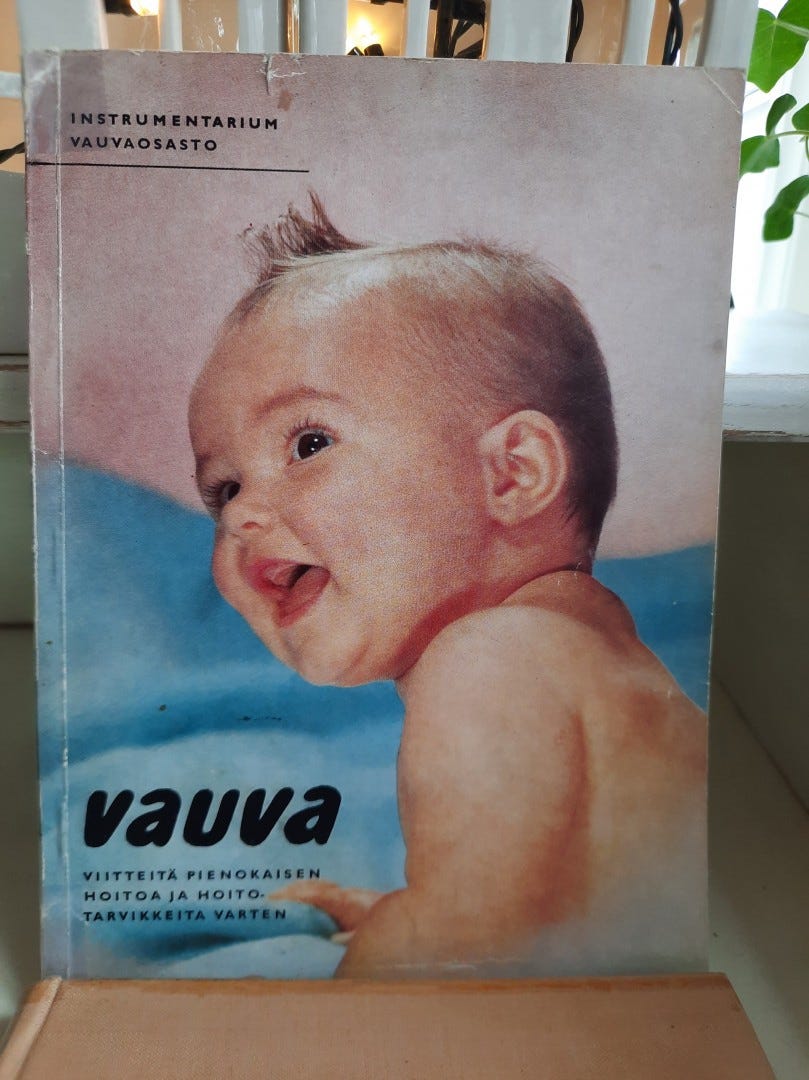 INSTRUMENTARIUM
VAUVAOSASTO
vauva
VIITTEITÄ PIENOKAISEN
HOITOA JA HOITO-
TARVIKKEITA VARTEN